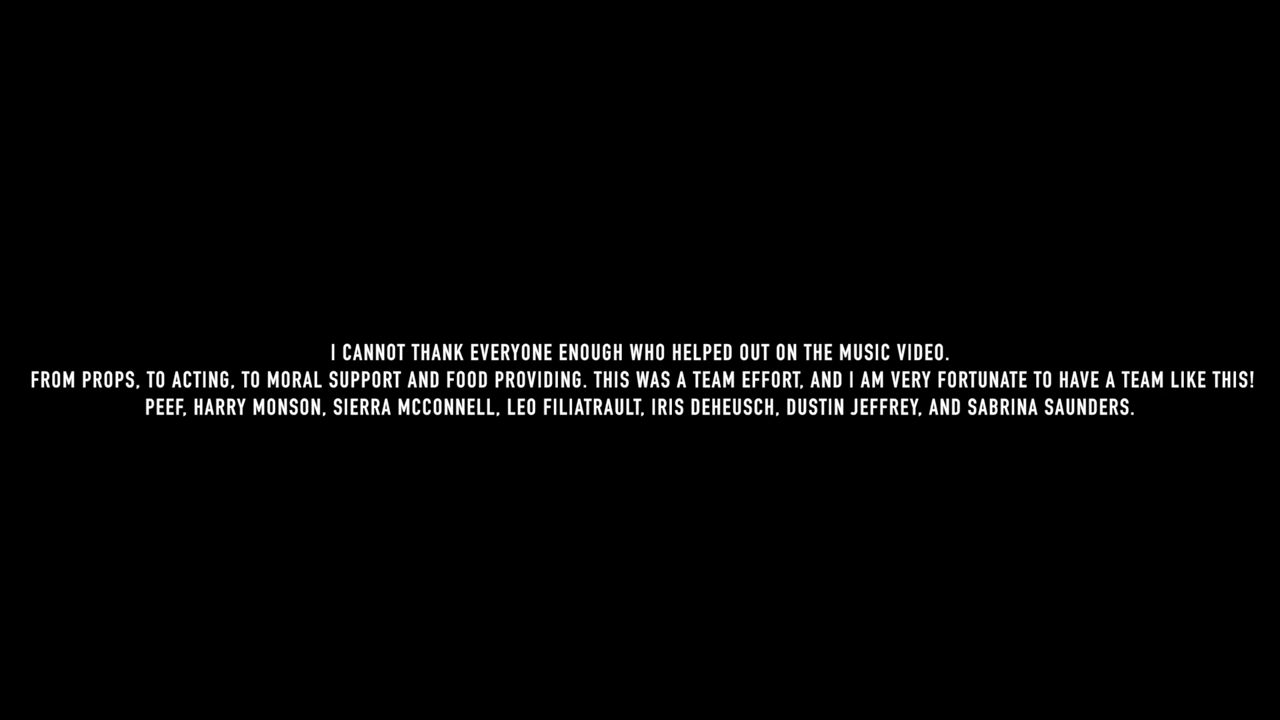 I CANNOT THANK EVERYONE ENOUGH WHO HELPED OUT ON THE MUSIC VIDEO.
FROM PROPS, TO ACTING, TO MORAL SUPPORT AND FOOD PROVIDING. THIS WAS A TEAM EFFORT, AND I AM VERY FORTUNATE TO HAVE A TEAM LIKE THIS!
PEEF, HARRY MONSON, SIERRA MCCONNELL, LEO FILIATRAULT, IRIS DEHEUSCH, DUSTIN JEFFREY, AND SABRINA SAUNDERS.